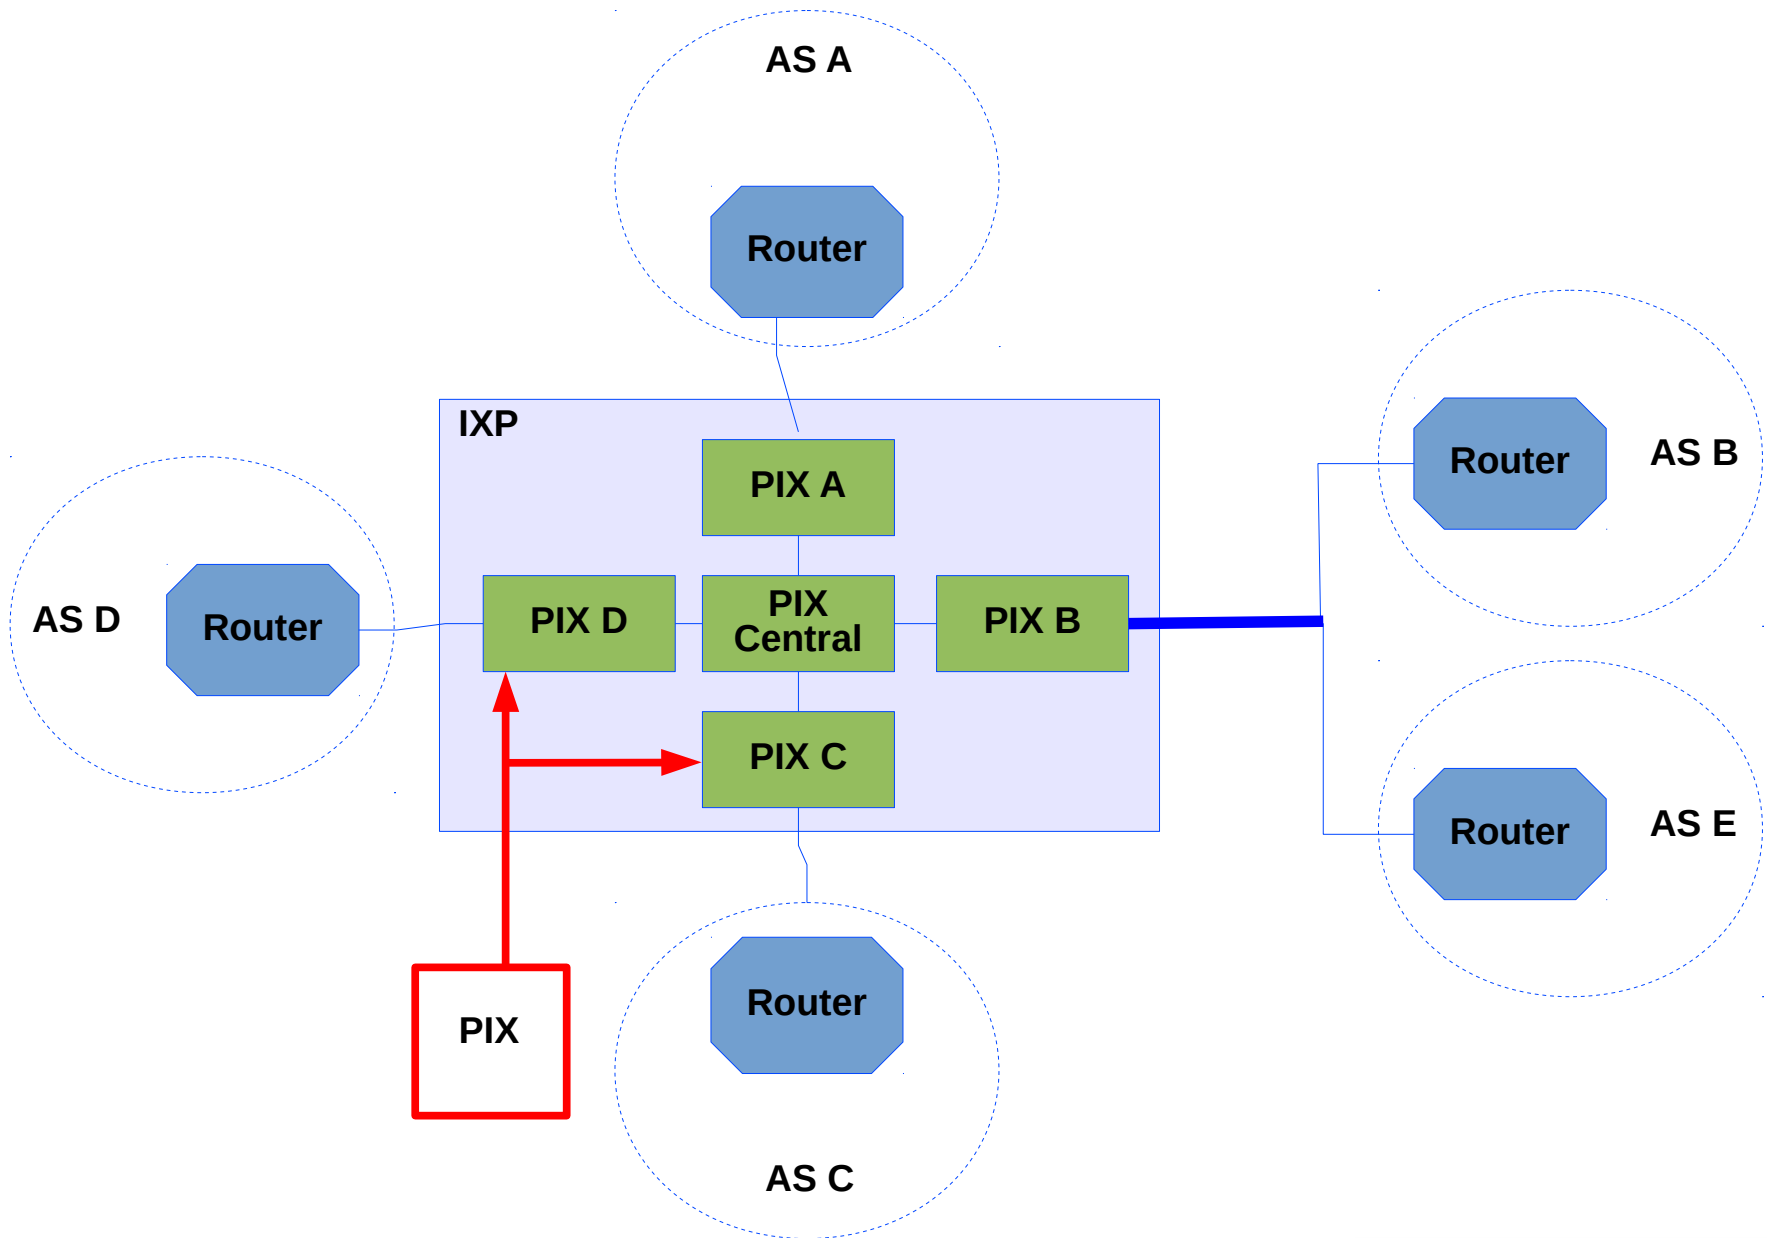 AS A
Router
IXP
PIX A
AS B
Router
AS D
Router
PIX D
PIX
Central
PIX B
PIX C
Router
AS E
PIX
Router
AS C